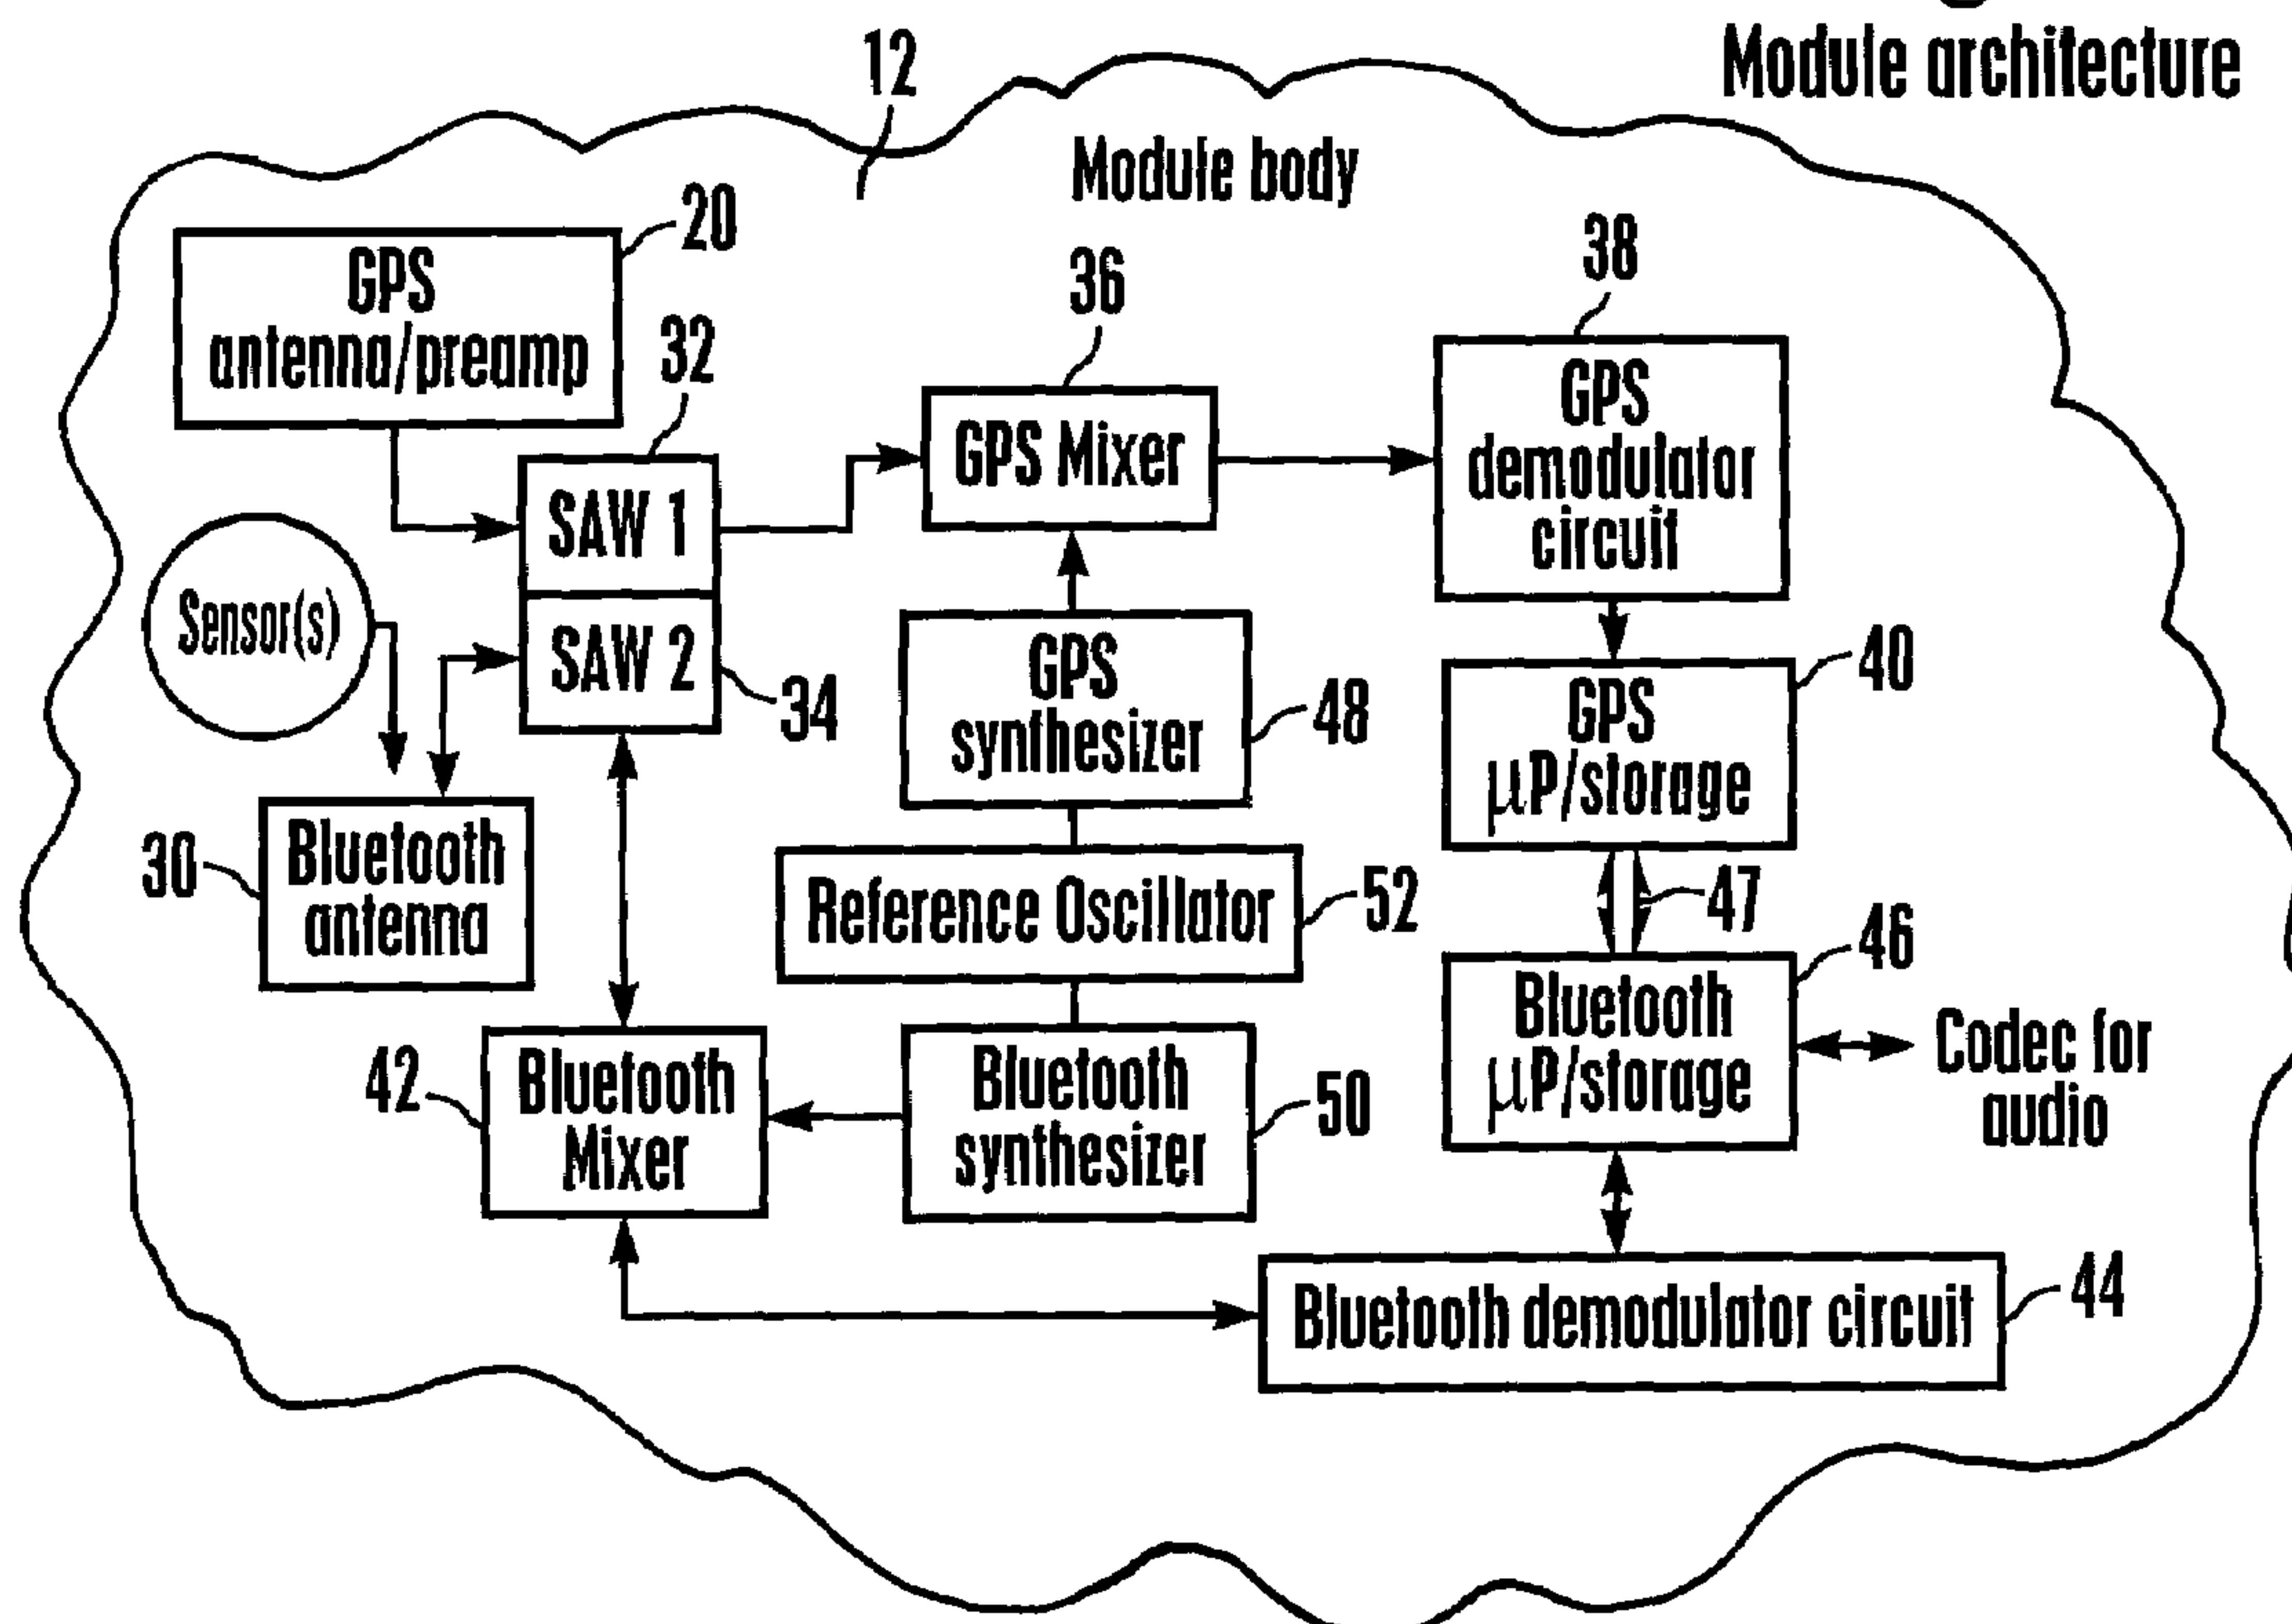 Module architecture
12
Module body
20
GPS
antenna/preamp
32
36
38
SAW 1
GPS Mixer
GPS
demodulator
circuit
Sensor(s)
SAW 2
34
GPS
synthesizer
48
GPS
µP/storage
40
30
Bluetooth
antenna
Reference Oscillator
52
47
46
42
Bluetooth
Mixer
Bluetooth
synthesizer
50
Bluetooth
µP/storage
Codec for
audio
Bluetooth demodulator circuit
44